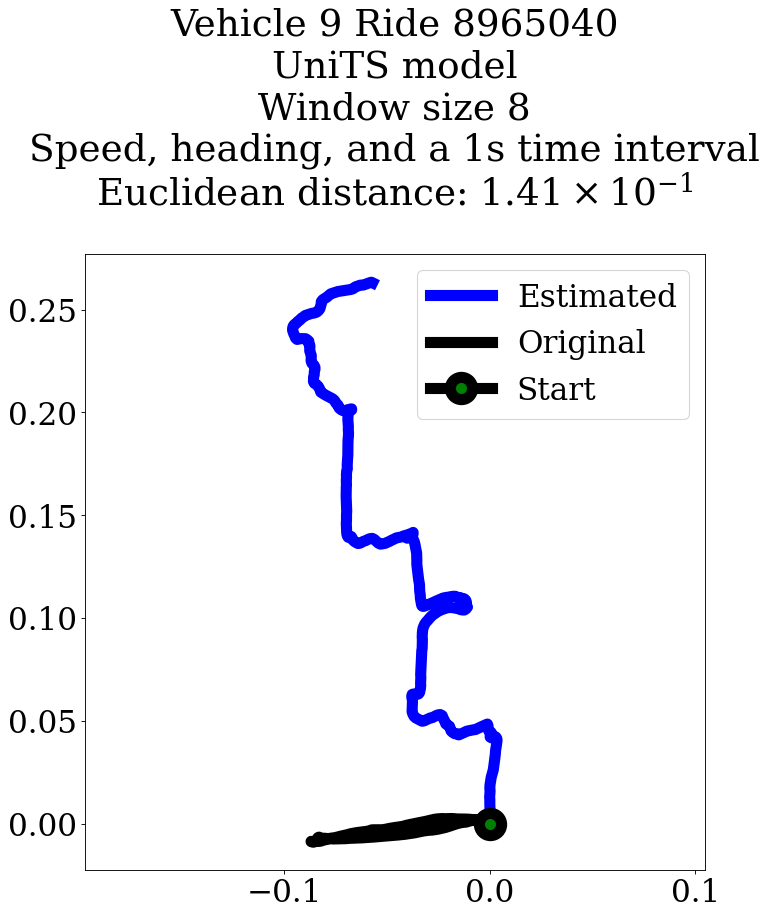 Vehicle 9 Ride 8965040
UniTS model
Window size 8
Speed, heading, and a 1s time interval
Euclidean distance: 1.41 × 10⁻¹
Estimated
Original
Start
0.25
0.20
0.15
0.10
0.05
0.00
−0.1
0.0
0.1